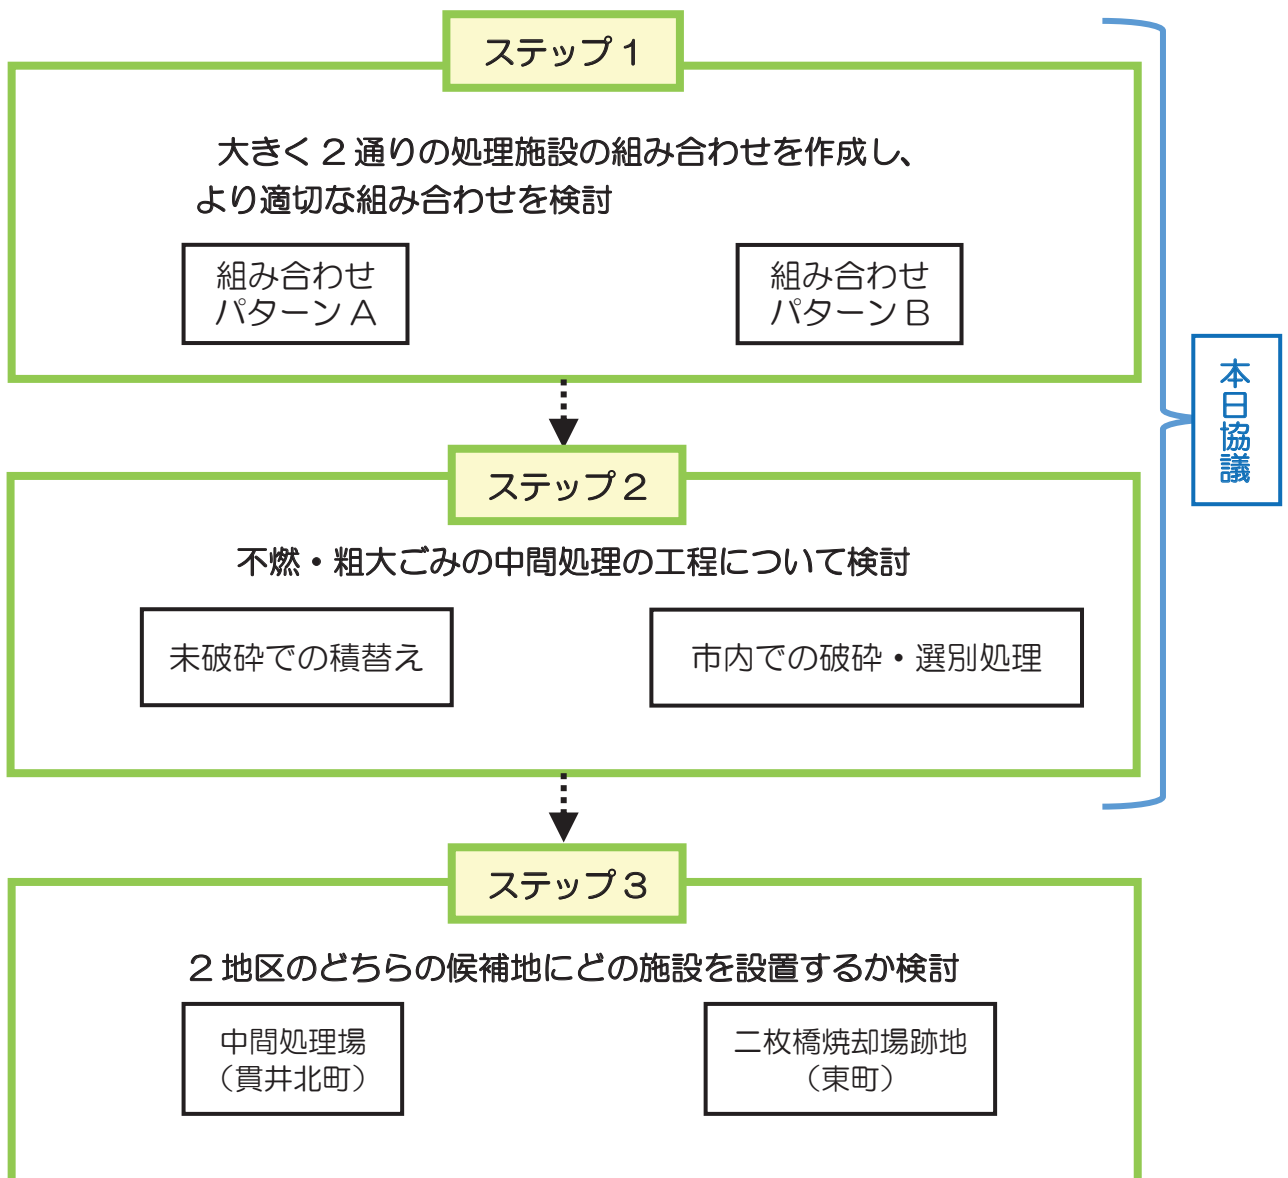 ステップ１
大きく２通りの処理施設の組み合わせを作成し、
より適切な組み合わせを検討
組み合わせ
パターンＡ
組み合わせ
パターンＢ
本日協議
ステップ２
不燃・粗大ごみの中間処理の工程について検討
未破砕での積替え
市内での破砕・選別処理
ステップ３
２地区のどちらの候補地にどの施設を設置するか検討
中間処理場
（貫井北町）
二枚橋焼却場跡地
（東町）